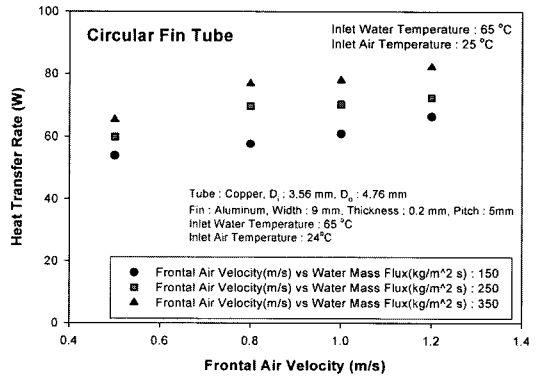 Circular Fin Tube
Inlet Water Temperature : 65 °C
Inlet Air Temperature : 25 °C
Heat Transfer Rate (W)
100
80
60
40
20
0
Tube : Copper, Di : 3.56 mm, Do : 4.76 mm
Fin : Aluminum, Width : 9 mm, Thickness : 0.2 mm, Pitch : 5mm
Inlet Water Temperature : 65 °C
Inlet Air Temperature : 24°C
Frontal Air Velocity(m/s) vs Water Mass Flux(kg/m^2 s) : 150
Frontal Air Velocity(m/s) vs Water Mass Flux(kg/m^2 s) : 250
Frontal Air Velocity(m/s) vs Water Mass Flux(kg/m^2 s) : 350
0.4 0.6 0.8 1.0 1.2 1.4
Frontal Air Velocity (m/s)